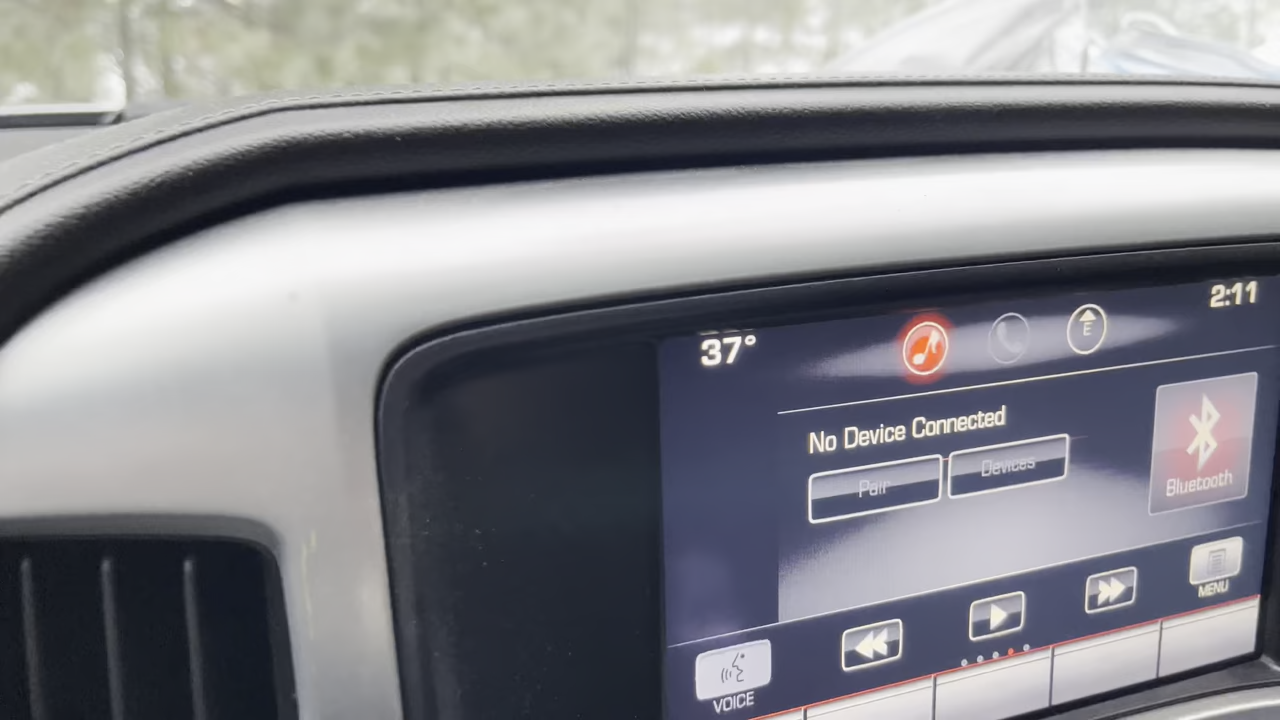 37°
E
2:11
No Device Connected
Pair
Devices
Bluetooth
MENU
VOICE